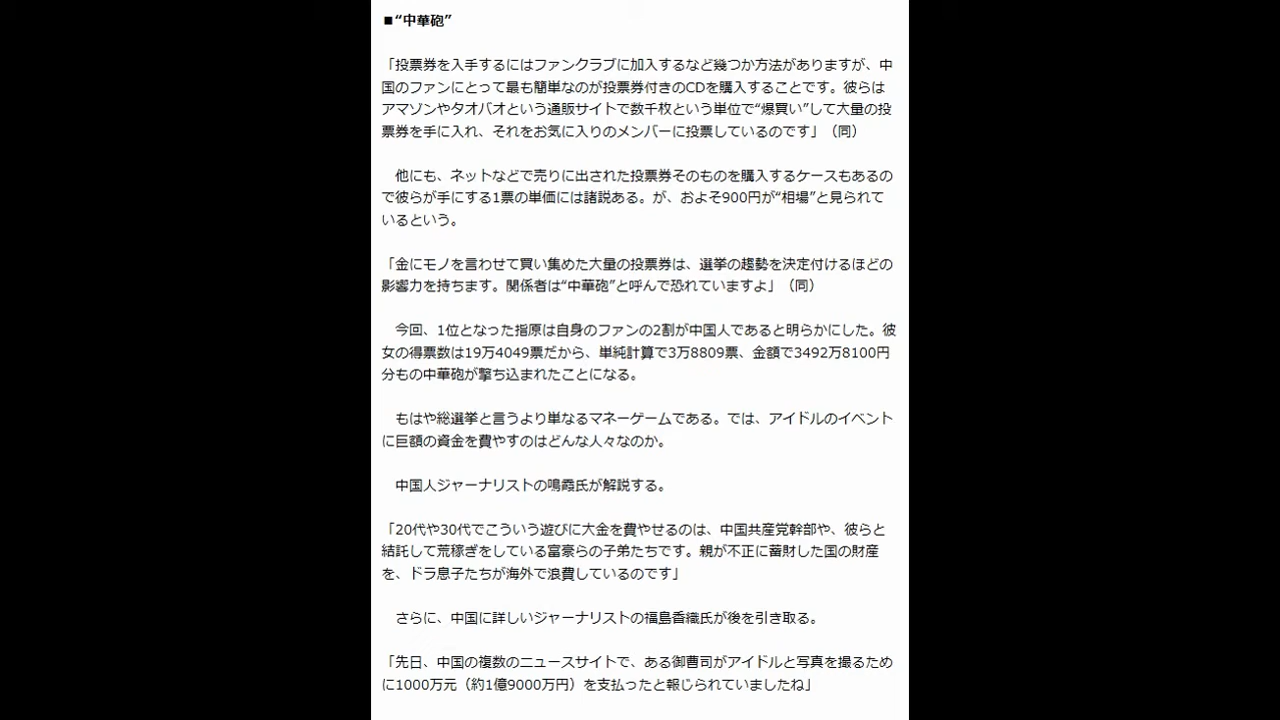 ■“中華砲”
「投票券を入手するにはファンクラブに加入するなど幾つか方法がありますが、中
国のファンにとって最も簡単なのが投票券付きのCDを購入することです。彼らは
アマゾンやタオバオという通販サイトで数千枚という単位で“爆買い”して大量の投
票券を手に入れ、それをお気に入りのメンバーに投票しているのです」（同）
　他にも、ネットなどで売りに出された投票券そのものを購入するケースもあるの
で彼らが手にする1票の単価には諸説ある。が、およそ900円が“相場”と見られて
いるという。
「金にモノを言わせて買い集めた大量の投票券は、選挙の趨勢を決定付けるほどの
影響力を持ちます。関係者は“中華砲”と呼んで恐れていますよ」（同）
　今回、1位となった指原は自身のファンの2割が中国人であると明らかにした。彼
女の得票数は19万4049票だから、単純計算で3万8809票、金額で3492万8100円
分もの中華砲が撃ち込まれたことになる。
　もはや総選挙と言うより単なるマネーゲームである。では、アイドルのイベント
に巨額の資金を費やすのはどんな人々なのか。
　中国人ジャーナリストの鳴霞氏が解説する。
「20代や30代でこういう遊びに大金を費やせるのは、中国共産党幹部や、彼らと
結託して荒稼ぎをしている富豪らの子弟たちです。親が不正に蓄財した国の財産
を、ドラ息子たちが海外で浪費しているのです」
　さらに、中国に詳しいジャーナリストの福島香織氏が後を引き取る。
「先日、中国の複数のニュースサイトで、ある御曹司がアイドルと写真を撮るため
に1000万元（約1億9000万円）を支払ったと報じられていましたね」